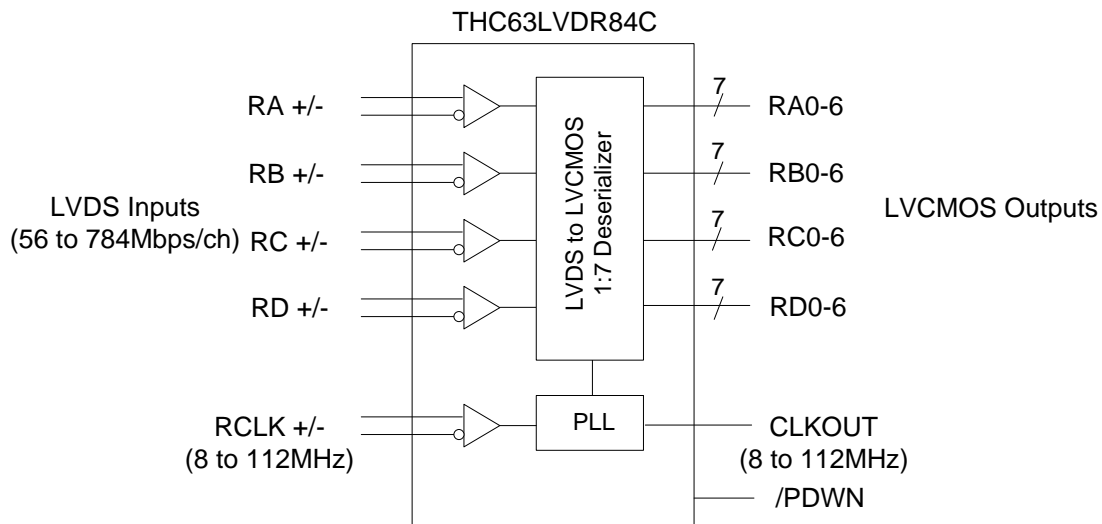 THC63LVDR84C
LVDS Inputs
(56 to 784Mbps/ch)
RA +/-
RB +/-
RC +/-
RD +/-
RCLK +/-
(8 to 112MHz)
LVDS to LVCMOS
1:7 Deserializer
PLL
7
RA0-6
7
RB0-6
7
RC0-6
7
RD0-6
LVCMOS Outputs
CLKOUT
(8 to 112MHz)
/PDWN